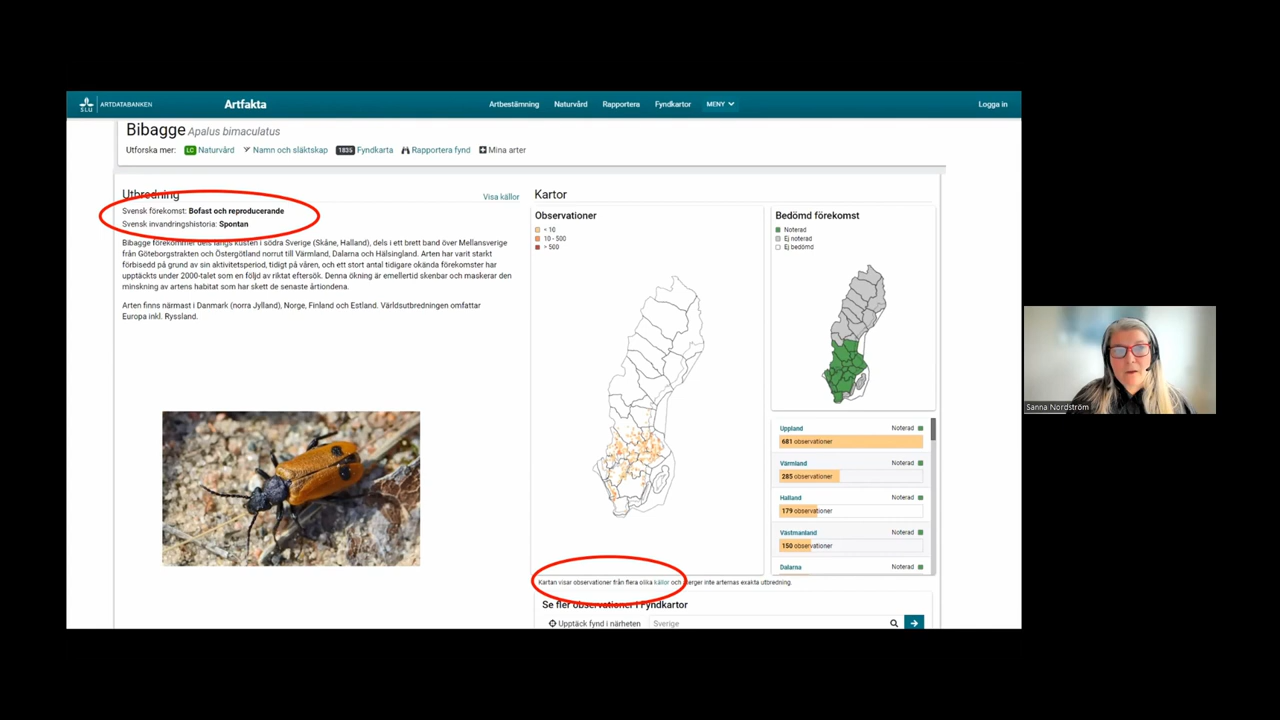 SLU
ARTDATABANKEN
Artfakta
Artbestämning
Naturvård
Rapportera
Fyndkartor
MENY
Logga in
Bibagge Apalus bimaculatus
Utforska mer: LC Naturvård Namn och släktskap 1835 Fyndkarta Rapportera fynd Mina arter
Utbredning
Visa källor
Svensk förekomst: Bofast och reproducerande
Svensk invandringshistoria: Spontan
Bibagge förekommer dels längs kusten i södra Sverige (Skåne, Halland), dels i ett brett band över Mellansverige
från Göteborgstrakten och Östergötland norrut till Värmland, Dalarna och Hälsingland. Arten har varit starkt
förbisedd på grund av sin aktivitetsperiod, tidigt på våren, och ett stort antal tidigare okända förekomster har
upptäckts under 2000-talet som en följd av riktat eftersök. Denna ökning är emellertid skenbar och maskerar den
minskning av artens habitat som har skett de senaste årtiondena.
Arten finns närmast i Danmark (norra Jylland), Norge, Finland och Estland. Världsutbredningen omfattar
Europa inkl. Ryssland.
Kartor
Observationer
< 10
10 - 500
> 500
Bedömd förekomst
Noterad
Ej noterad
Ej bedömd
Uppland Noterad
681 observationer
Värmland Noterad
285 observationer
Halland Noterad
179 observationer
Västmanland Noterad
150 observationer
Dalarna Noterad
Kartan visar observationer från flera olika källor och återger inte arternas exakta utbredning.
Se fler observationer i Fyndkartor
Upptäck fynd i närheten
Sverige
Sanna Nordström